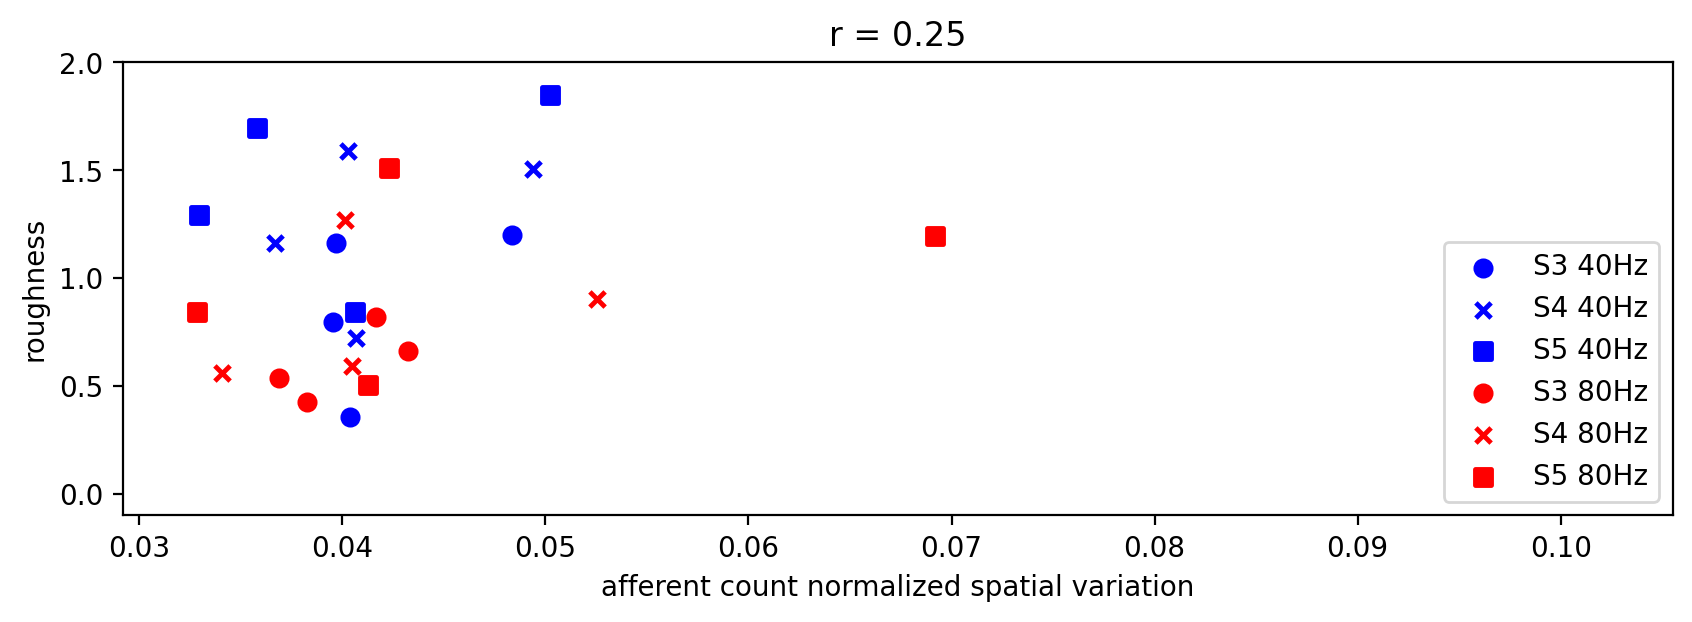 r = 0.25
roughness
2.0
1.5
1.0
0.5
0.0
S3 40Hz
S4 40Hz
S5 40Hz
S3 80Hz
S4 80Hz
S5 80Hz
0.03 0.04 0.05 0.06 0.07 0.08 0.09 0.10
afferent count normalized spatial variation